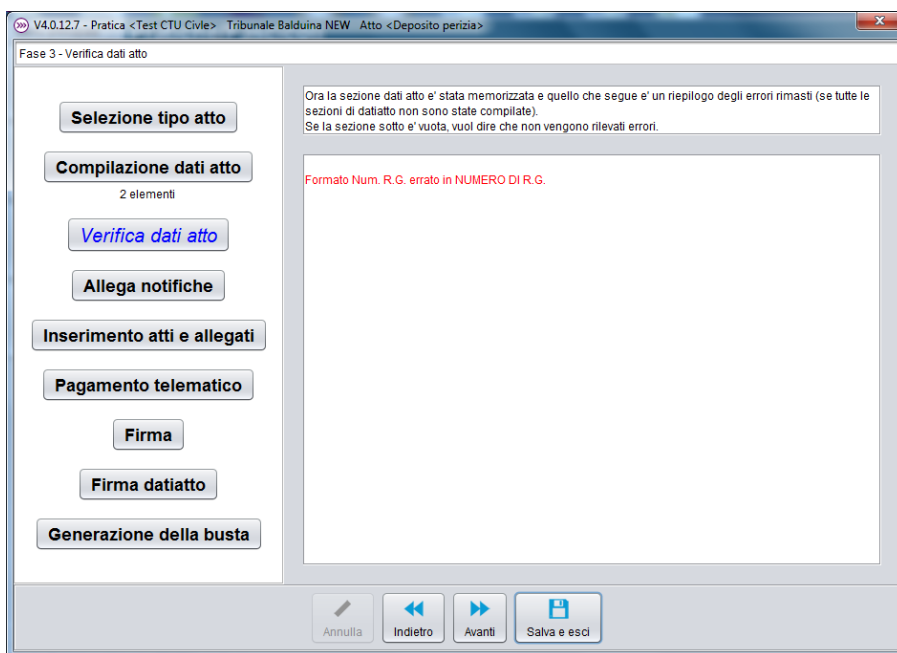 V4.0.12.7 - Pratica <Test CTU Civle>   Tribunale Balduina NEW   Atto <Deposito perizia>
Fase 3 - Verifica dati atto
Selezione tipo atto
Compilazione dati atto
2 elementi
Verifica dati atto
Allega notifiche
Inserimento atti e allegati
Pagamento telematico
Firma
Firma datiatto
Generazione della busta
Ora la sezione dati atto e' stata memorizzata e quello che segue e' un riepilogo degli errori rimasti (se tutte le
sezioni di datiatto non sono state compilate).
Se la sezione sotto e' vuota, vuol dire che non vengono rilevati errori.
Formato Num. R.G. errato in NUMERO DI R.G.
Annulla
Indietro
Avanti
Salva e esci